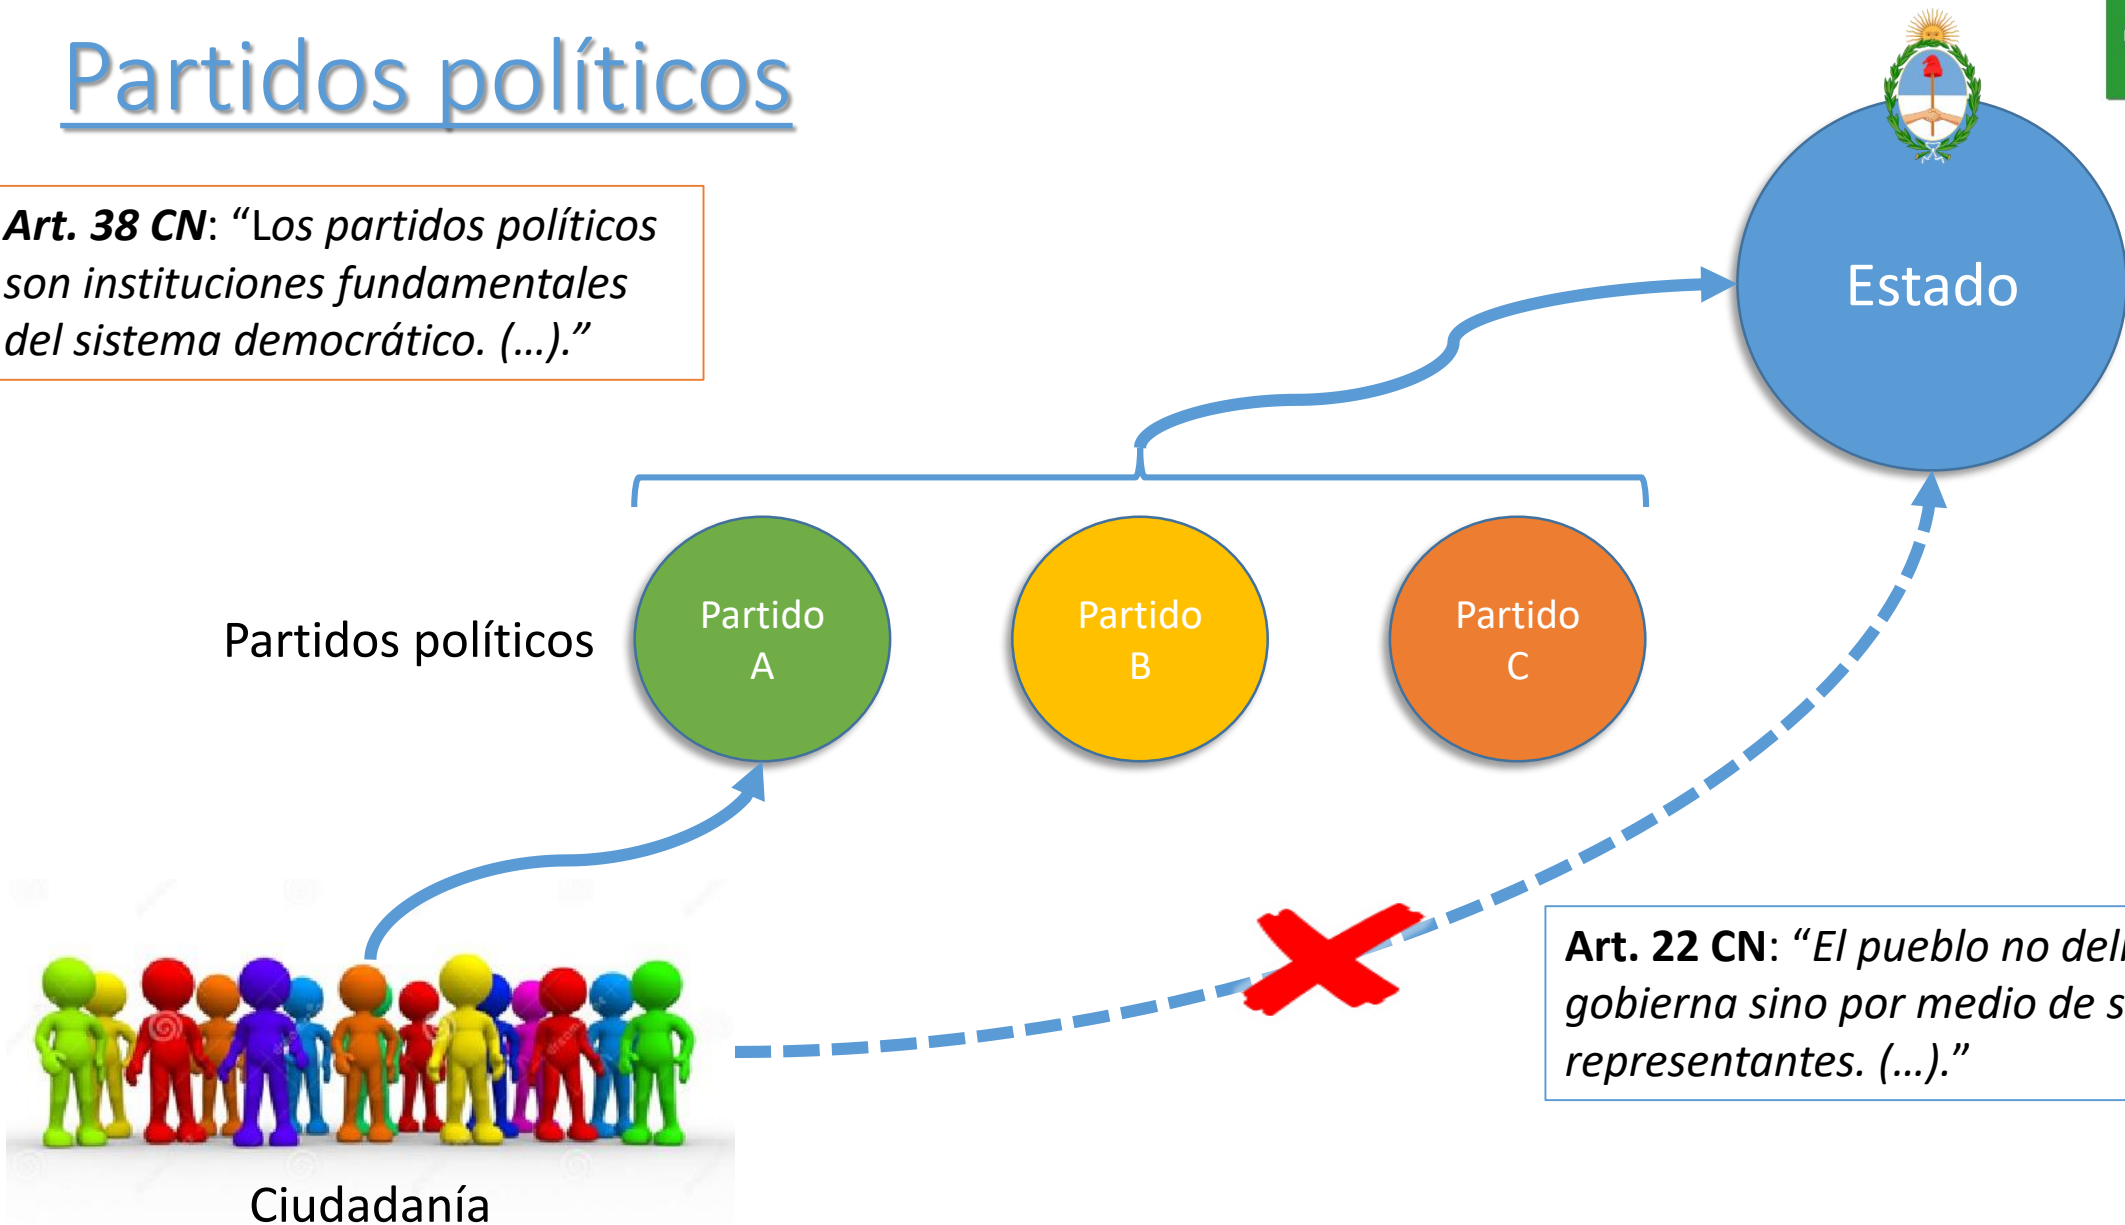 Partidos políticos
Art. 38 CN: “Los partidos políticos
son instituciones fundamentales
del sistema democrático. (…).”
Estado
Partidos políticos
Partido
A
Partido
B
Partido
C
Art. 22 CN: “El pueblo no
gobierna sino por medio de
representantes. (…).”
Ciudadanía